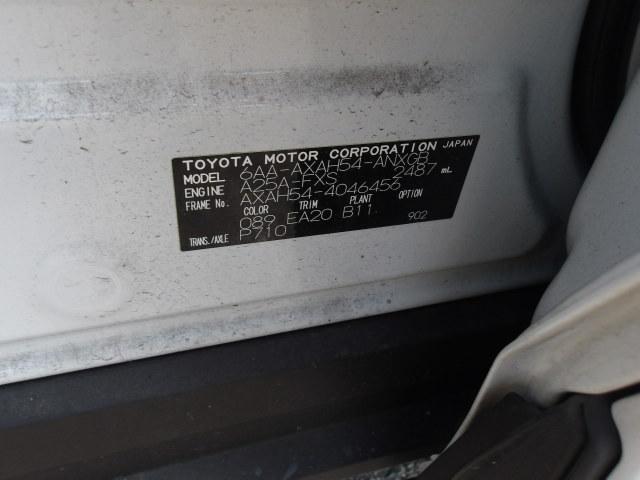 TOYOTA MOTOR CORPORATION JAPAN
MODEL 6AA-AXAH54-ANXGB
ENGINE A25A-FXS 2487 mL
FRAME No. AXAH54-4046456
COLOR TRIM PLANT OPTION
089 EA20 B11 902
TRANS./AXLE P710